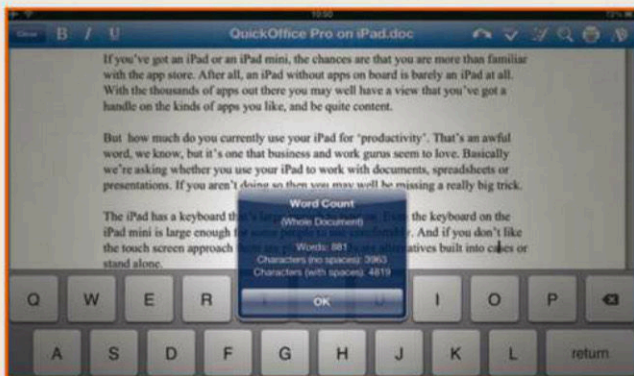 10:50
Close B I U QuickOffice Pro on iPad.doc
If you've got an iPad or an iPad mini, the chances are that you are more than familiar
with the app store. After all, an iPad without apps on board is barely an iPad at all.
With the thousands of apps out there you may well have a view that you've got a
handle on the kinds of apps you like, and be quite content.
But how much do you currently use your iPad for 'productivity'. That's an awful
word, we know, but it's one that business and work gurus seem to love. Basically
we're asking whether you use your iPad to work with documents, spreadsheets or
presentations. If you aren't doing so then you may well be missing a really big trick.
The iPad has a keyboard that's the keyboard on the
iPad mini is large enough And if you don't like
the touch screen approach alternatives built into cases or
stand alone.
Word Count
(Whole Document)
Words: 881
Characters (no spaces): 3963
Characters (with spaces): 4819
OK
Q W E R I O P
A S D F G H J K L return